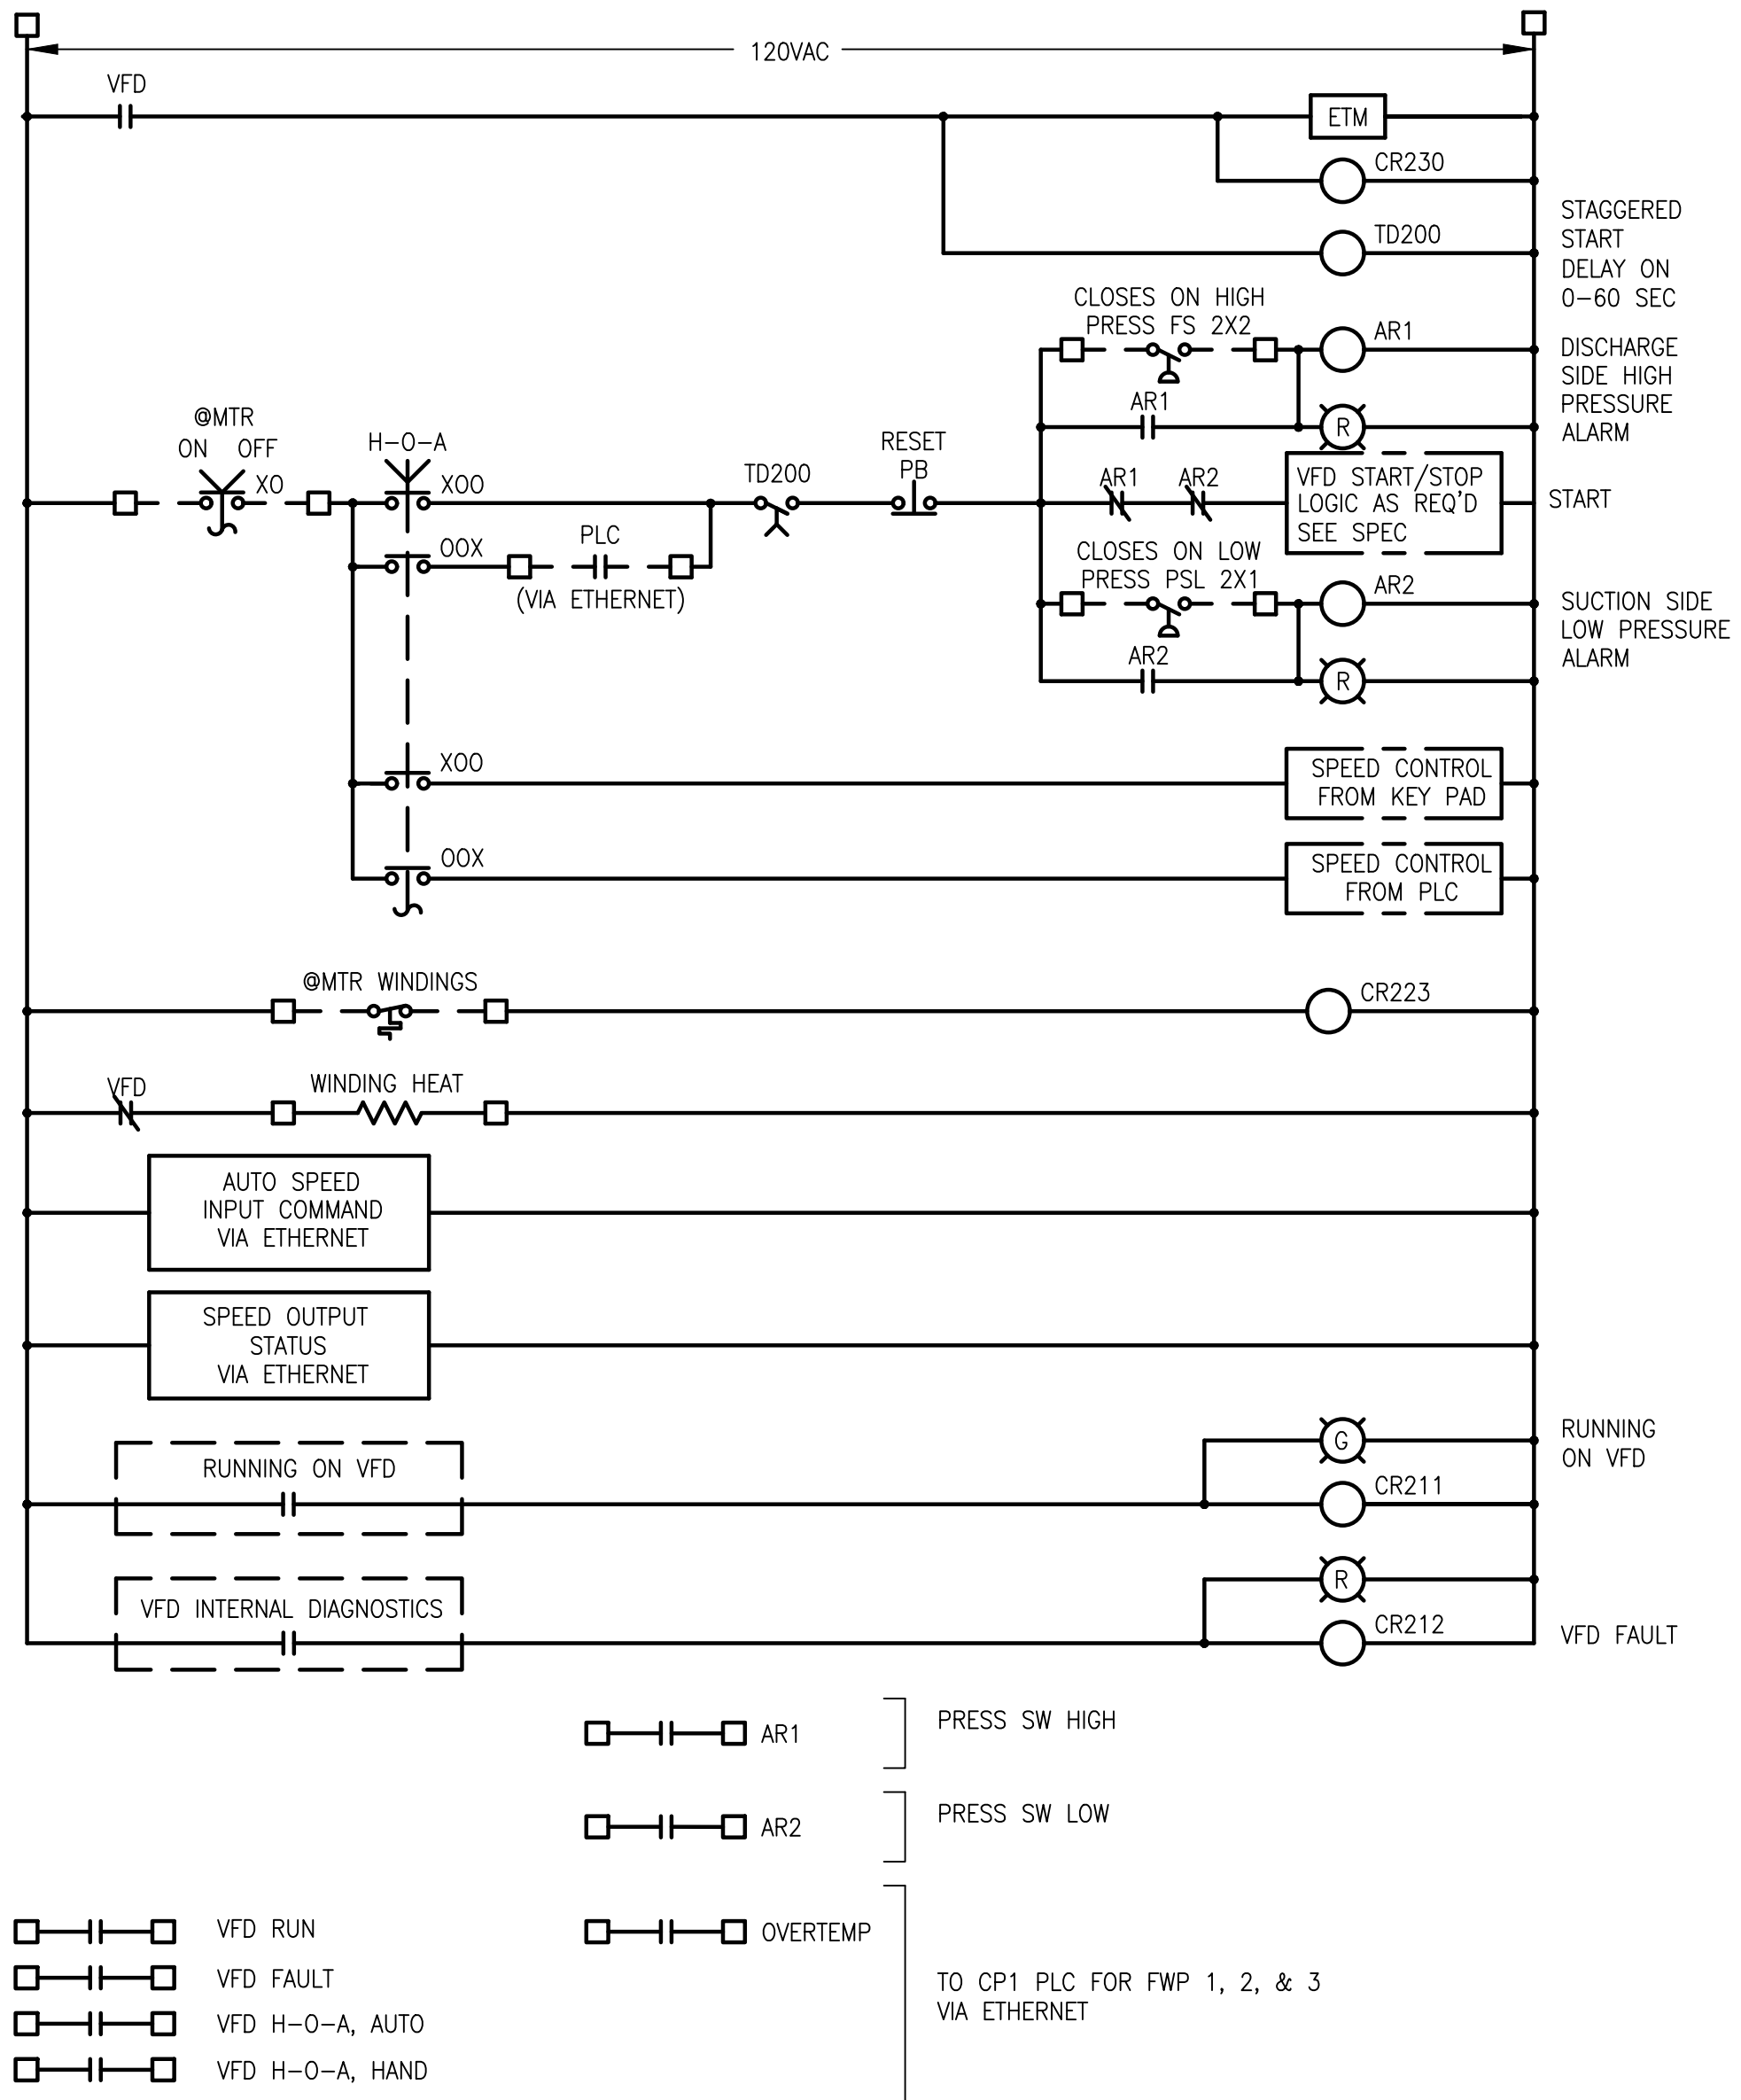 120VAC
VFD
ETM
CR230
TD200
STAGGERED
START
DELAY ON
0-60 SEC
CLOSES ON HIGH
PRESS FS 2X2
AR1
DISCHARGE
SIDE HIGH
PRESSURE
ALARM
AR1
R
@MTR
ON OFF
XO
H-O-A
XOO
TD200
RESET
PB
AR1
AR2
VFD START/STOP
LOGIC AS REQ'D
SEE SPEC
START
OOX
PLC
(VIA ETHERNET)
CLOSES ON LOW
PRESS PSL 2X1
AR2
SUCTION SIDE
LOW PRESSURE
ALARM
AR2
R
XOO
SPEED CONTROL
FROM KEY PAD
OOX
SPEED CONTROL
FROM PLC
@MTR WINDINGS
CR223
VFD
WINDING HEAT
AUTO SPEED
INPUT COMMAND
VIA ETHERNET
SPEED OUTPUT
STATUS
VIA ETHERNET
RUNNING ON VFD
G
CR211
RUNNING
ON VFD
VFD INTERNAL DIAGNOSTICS
R
CR212
VFD FAULT
AR1
PRESS SW HIGH
AR2
PRESS SW LOW
VFD RUN
VFD FAULT
VFD H-O-A, AUTO
VFD H-O-A, HAND
OVERTEMP
TO CP1 PLC FOR FWP 1, 2, & 3
VIA ETHERNET